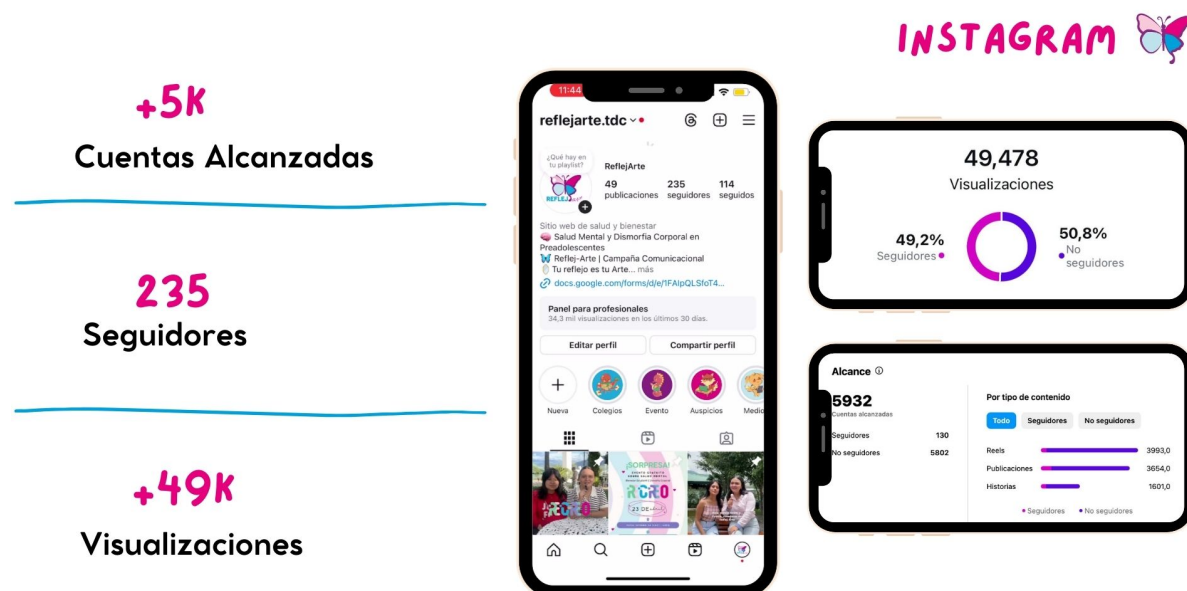 INSTAGRAM
+5K
Cuentas Alcanzadas
235
Seguidores
+49K
Visualizaciones
11:44
reflejarte.tdc
¿Qué hay en
tu playlist?
ReflejArte
49 235 114
publicaciones seguidores seguidos
Sitio web de salud y bienestar
Salud Mental y Dismorfia Corporal en
Preadolescentes
Reflej-Arte | Campaña Comunicacional
Tu reflejo es tu Arte... más
docs.google.com/forms/d/e/1FAIpQLSfoT4...
Panel para profesionales
34,3 mil visualizaciones en los últimos 30 días.
Editar perfil Compartir perfil
Nueva Colegios Evento Auspicios Medio
¡SORPRESA!
23 DE
49,478
Visualizaciones
49,2%
Seguidores
50,8%
No
seguidores
Alcance
5932
Cuentas alcanzadas
Seguidores 130
No seguidores 5802
Por tipo de contenido
Todo Seguidores No seguidores
Reels 3993,0
Publicaciones 3654,0
Historias 1601,0
Seguidores No seguidores